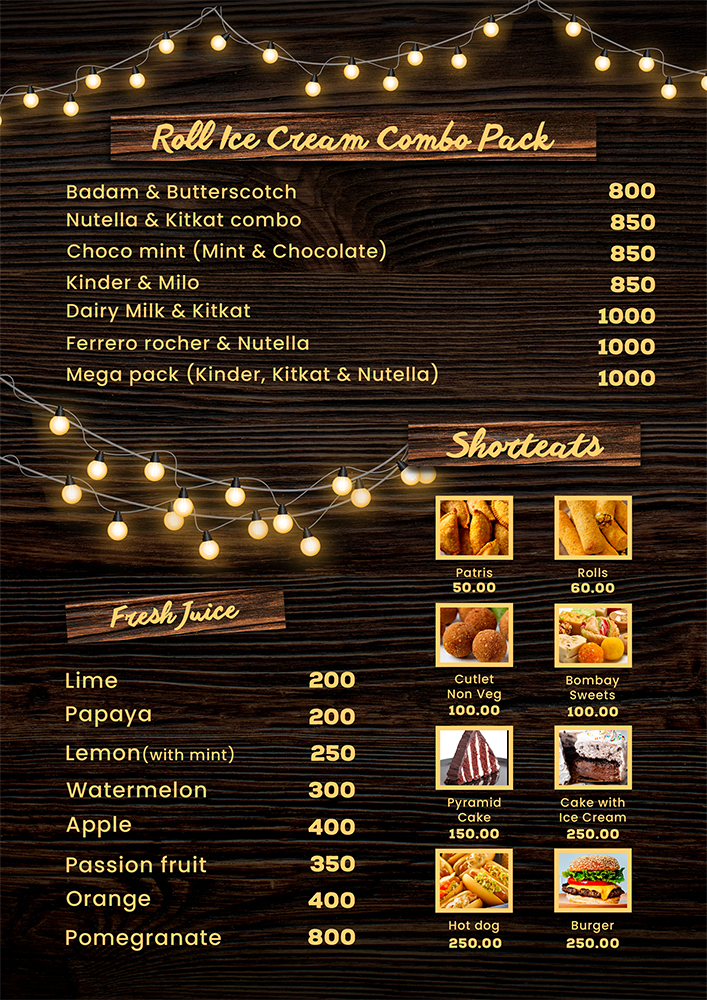 Roll Ice Cream Combo Pack
Badam & Butterscotch 800
Nutella & Kitkat combo 850
Choco mint (Mint & Chocolate) 850
Kinder & Milo 850
Dairy Milk & Kitkat 1000
Ferrero rocher & Nutella 1000
Mega pack (Kinder, Kitkat & Nutella) 1000
Shorteats
Patris
50.00
Rolls
60.00
Cutlet
Non Veg
100.00
Bombay
Sweets
100.00
Pyramid
Cake
150.00
Cake with
Ice Cream
250.00
Hot dog
250.00
Burger
250.00
Fresh Juice
Lime 200
Papaya 200
Lemon(with mint) 250
Watermelon 300
Apple 400
Passion fruit 350
Orange 400
Pomegranate 800